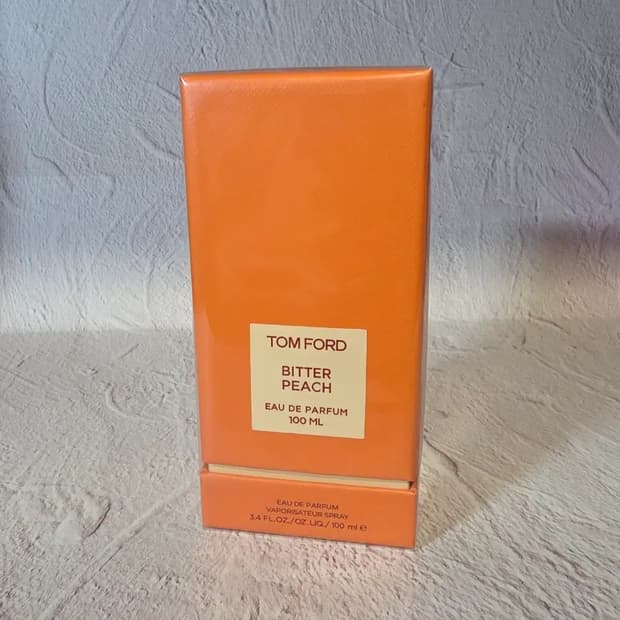 TOM FORD
BITTER
PEACH
EAU DE PARFUM
100 ML
EAU DE PARFUM
VAPORISATEUR SPRAY
3.4 FL.OZ./OZ.LIQ./ 100 ml ℮